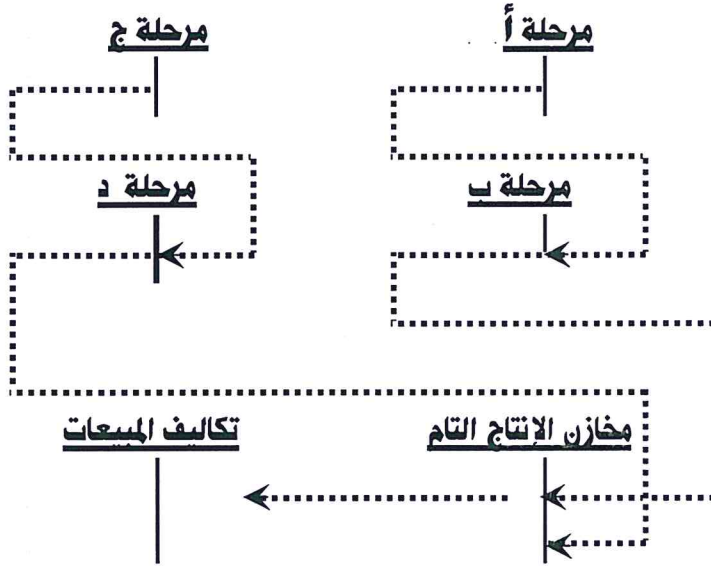 مرحلة أ
مرحلة ج
مرحلة ب
مرحلة د
مخازن الإنتاج التام
تكاليف المبيعات